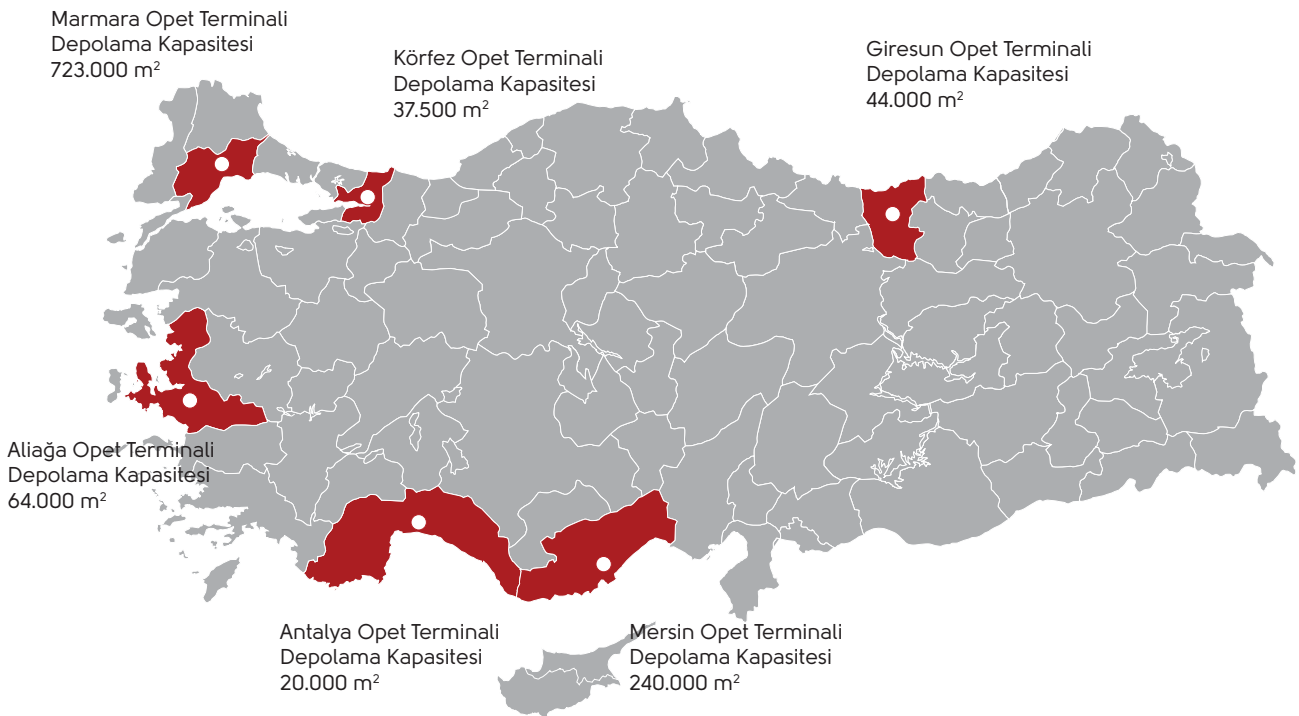 Marmara Opet Terminali
Depolama Kapasitesi
723.000 m²
Körfez Opet Terminali
Depolama Kapasitesi
37.500 m²
Giresun Opet Terminali
Depolama Kapasitesi
44.000 m²
Aliağa Opet Terminali
Depolama Kapasitesi
64.000 m²
Antalya Opet Terminali
Depolama Kapasitesi
20.000 m²
Mersin Opet Terminali
Depolama Kapasitesi
240.000 m²